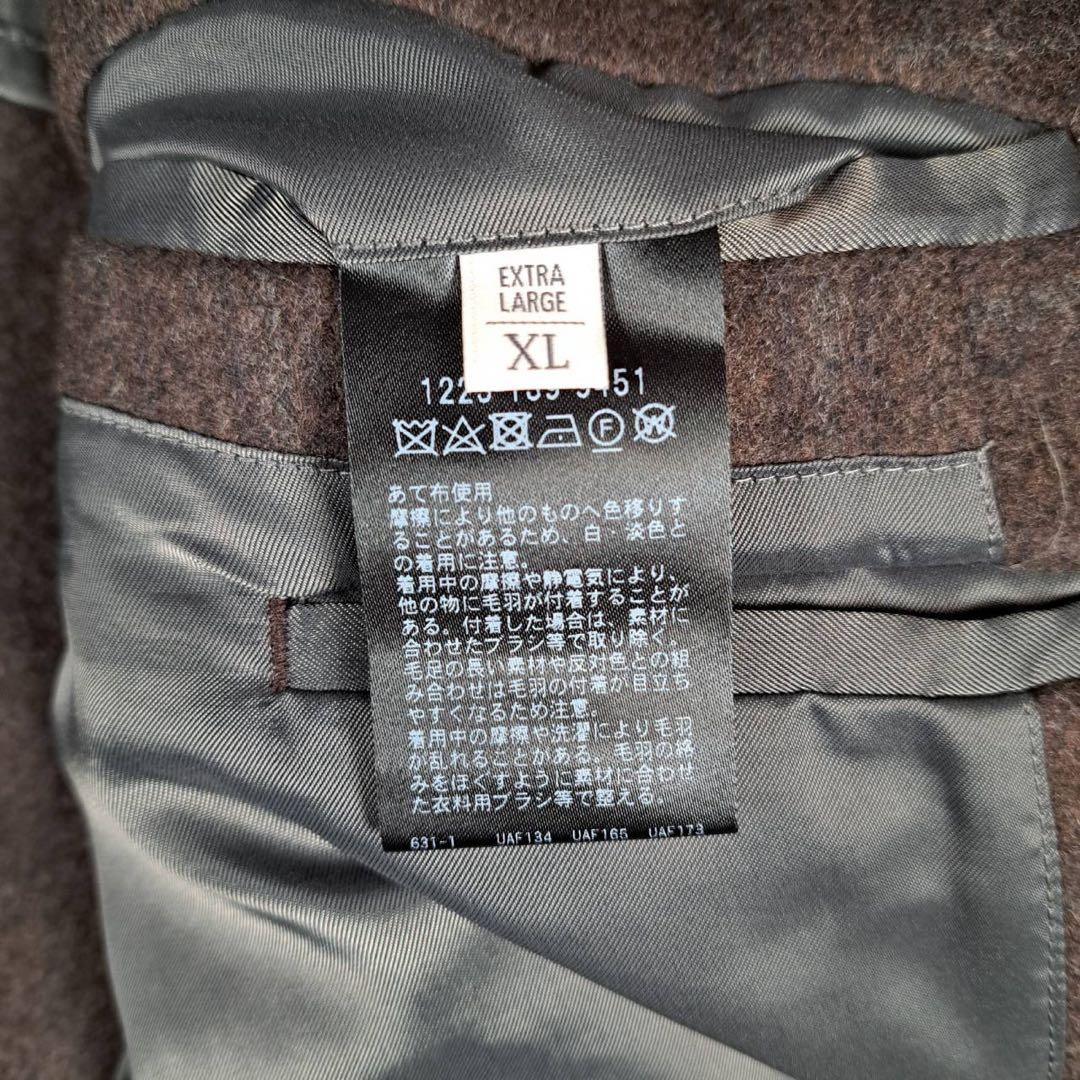 EXTRA
LARGE
XL
あて布使用
摩擦により他のものへ色移りす
ることがあるため、白・淡色と
の着用に注意。
着用中の摩擦や静電気により、
他の物に毛羽が付着することが
ある。付着した場合は、素材に
合わせたブラシ等で取り除く。
毛足の長い素材や反対色との組
み合わせは毛羽の付着が目立ち
やすくなるため注意。
着用中の摩擦や洗濯により毛羽
が乱れることがある。毛羽の絡
みをほぐすように素材に合わせ
た衣料用ブラシ等で整える。
631-1 UAF134 UAF165 UAF173